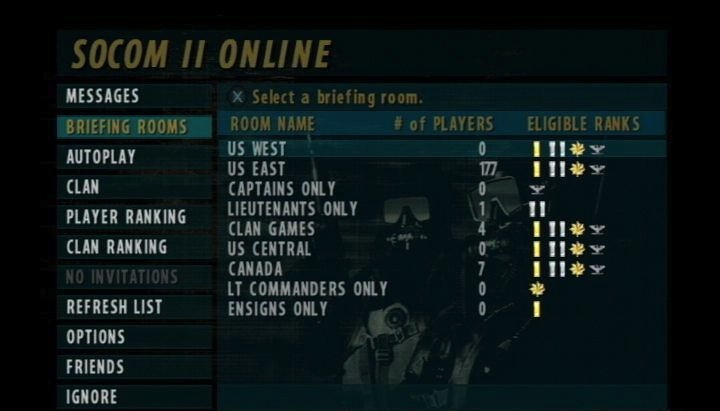 SOCOM II ONLINE
MESSAGES
BRIEFING ROOMS
AUTOPLAY
CLAN
PLAYER RANKING
CLAN RANKING
NO INVITATIONS
REFRESH LIST
OPTIONS
FRIENDS
IGNORE
X Select a briefing room.
ROOM NAME # of PLAYERS ELIGIBLE RANKS
US WEST 0
US EAST 177
CAPTAINS ONLY 0
LIEUTENANTS ONLY 1
CLAN GAMES 4
US CENTRAL 0
CANADA 7
LT COMMANDERS ONLY 0
ENSIGNS ONLY 0